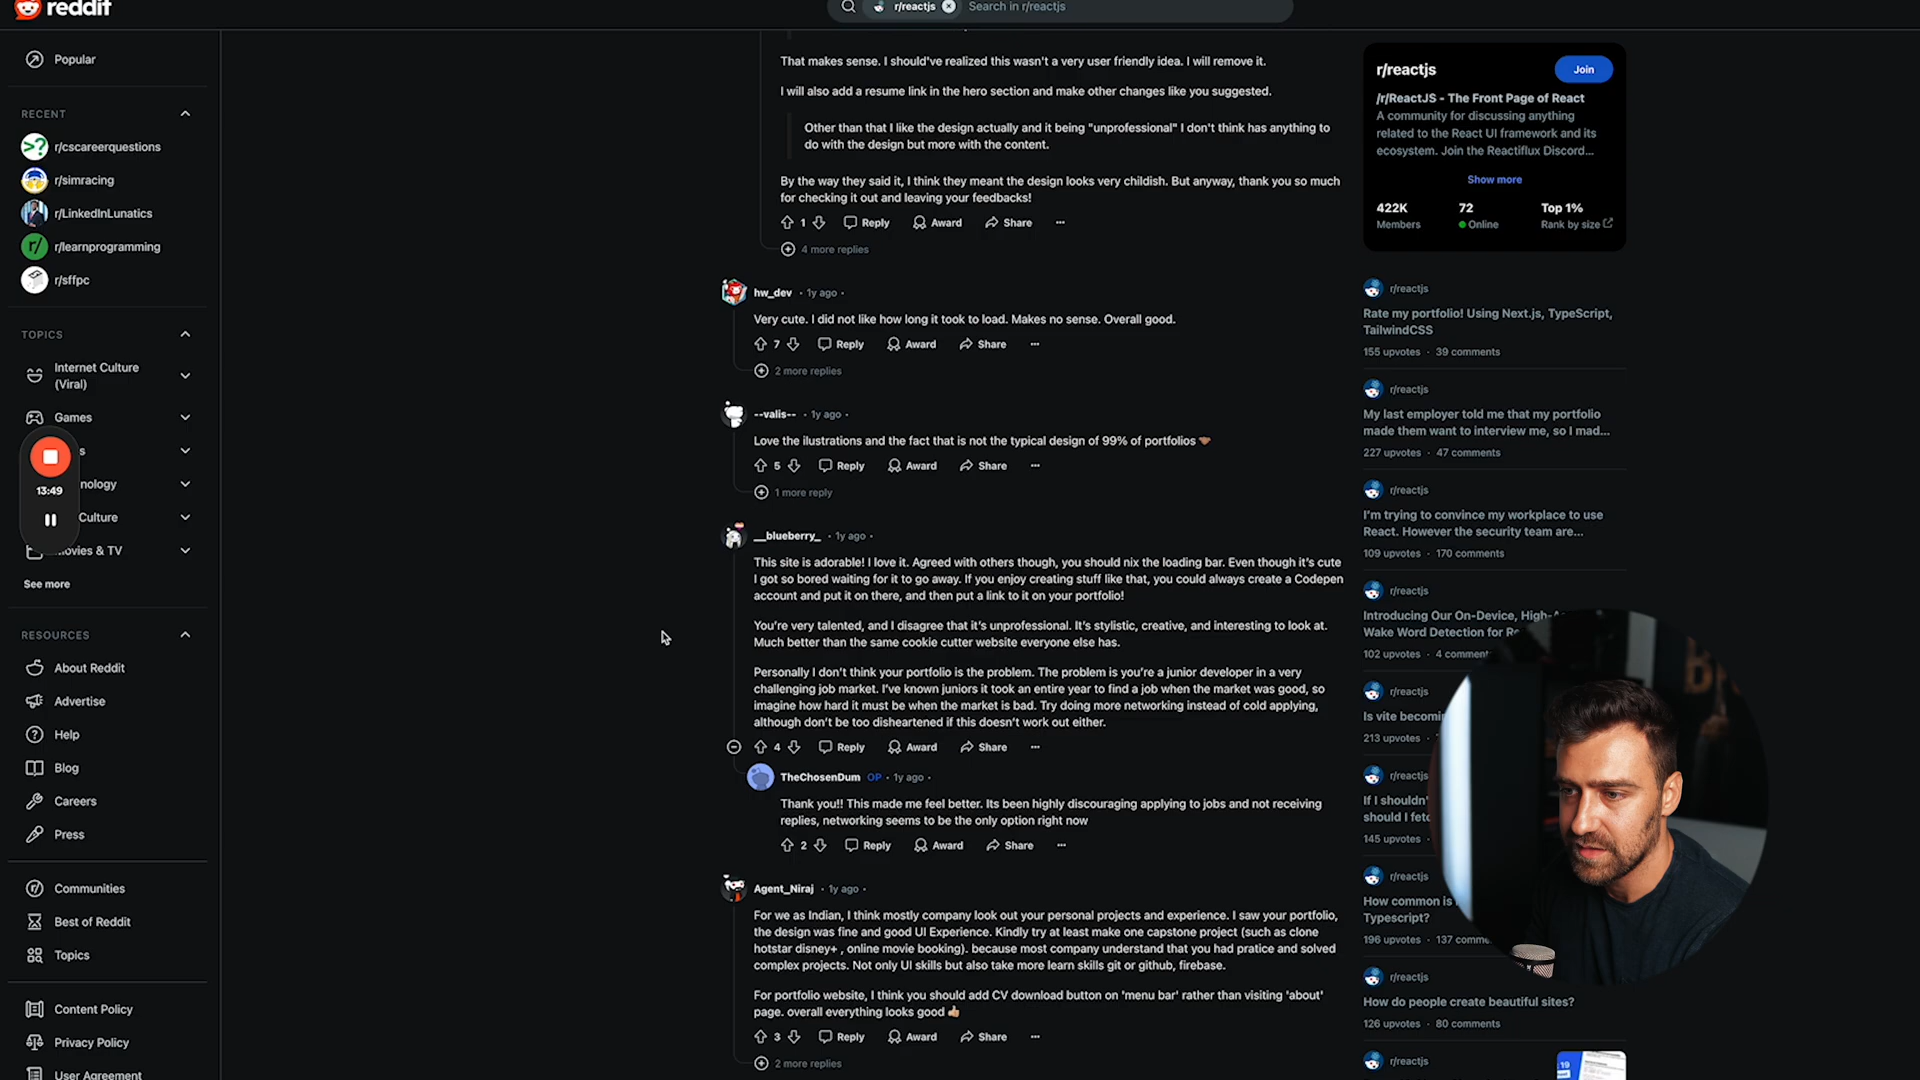 reddit
r/reactjs
Search in r/reactjs
Popular
RECENT
r/cscareerquestions
r/simracing
r/LinkedInLunatics
r/learnprogramming
r/sffpc
TOPICS
Internet Culture
(Viral)
Games
s
nology
Culture
ovies & TV
See more
13:49
RESOURCES
About Reddit
Advertise
Help
Blog
Careers
Press
Communities
Best of Reddit
Topics
Content Policy
Privacy Policy
User Agreement
That makes sense. I should've realized this wasn't a very user friendly idea. I will remove it.
I will also add a resume link in the hero section and make other changes like you suggested.
Other than that I like the design actually and it being "unprofessional" I don't think has anything to
do with the design but more with the content.
By the way they said it, I think they meant the design looks very childish. But anyway, thank you so much
for checking it out and leaving your feedbacks!
1 Reply Award Share
4 more replies
hw_dev • 1y ago •
Very cute. I did not like how long it took to load. Makes no sense. Overall good.
7 Reply Award Share
2 more replies
--valis-- • 1y ago •
Love the ilustrations and the fact that is not the typical design of 99% of portfolios
5 Reply Award Share
1 more reply
__blueberry_ • 1y ago •
This site is adorable! I love it. Agreed with others though, you should nix the loading bar. Even though it's cute
I got so bored waiting for it to go away. If you enjoy creating stuff like that, you could always create a Codepen
account and put it on there, and then put a link to it on your portfolio!
You're very talented, and I disagree that it's unprofessional. It's stylistic, creative, and interesting to look at.
Much better than the same cookie cutter website everyone else has.
Personally I don't think your portfolio is the problem. The problem is you're a junior developer in a very
challenging job market. I've known juniors it took an entire year to find a job when the market was good, so
imagine how hard it must be when the market is bad. Try doing more networking instead of cold applying,
although don't be too disheartened if this doesn't work out either.
4 Reply Award Share
TheChosenDum OP • 1y ago •
Thank you!! This made me feel better. Its been highly discouraging applying to jobs and not receiving
replies, networking seems to be the only option right now
2 Reply Award Share
Agent_Niraj • 1y ago •
For we as Indian, I think mostly company look out your personal projects and experience. I saw your portfolio,
the design was fine and good UI Experience. Kindly try at least make one capstone project (such as clone
hotstar disney+ , online movie booking). because most company understand that you had pratice and solved
complex projects. Not only UI skills but also take more learn skills git or github, firebase.
For portfolio website, I think you should add CV download button on 'menu bar' rather than visiting 'about'
page. overall everything looks good
3 Reply Award Share
2 more replies
r/reactjs
Join
/r/ReactJS - The Front Page of React
A community for discussing anything
related to the React UI framework and its
ecosystem. Join the Reactiflux Discord...
Show more
422K 72 Top 1%
Members Online Rank by size
r/reactjs
Rate my portfolio! Using Next.js, TypeScript,
TailwindCSS
155 upvotes • 39 comments
r/reactjs
My last employer told me that my portfolio
made them want to interview me, so I mad...
227 upvotes • 47 comments
r/reactjs
I'm trying to convince my workplace to use
React. However the security team are...
109 upvotes • 170 comments
r/reactjs
Introducing Our On-Device, High-A
Wake Word Detection for Re
102 upvotes • 4 comment
r/reactjs
Is vite becomi
213 upvotes •
r/reactjs
If I shouldn'
should I fetc
145 upvotes
r/reactjs
How common is
Typescript?
196 upvotes • 137 comme
r/reactjs
How do people create beautiful sites?
126 upvotes • 80 comments
r/reactjs
19